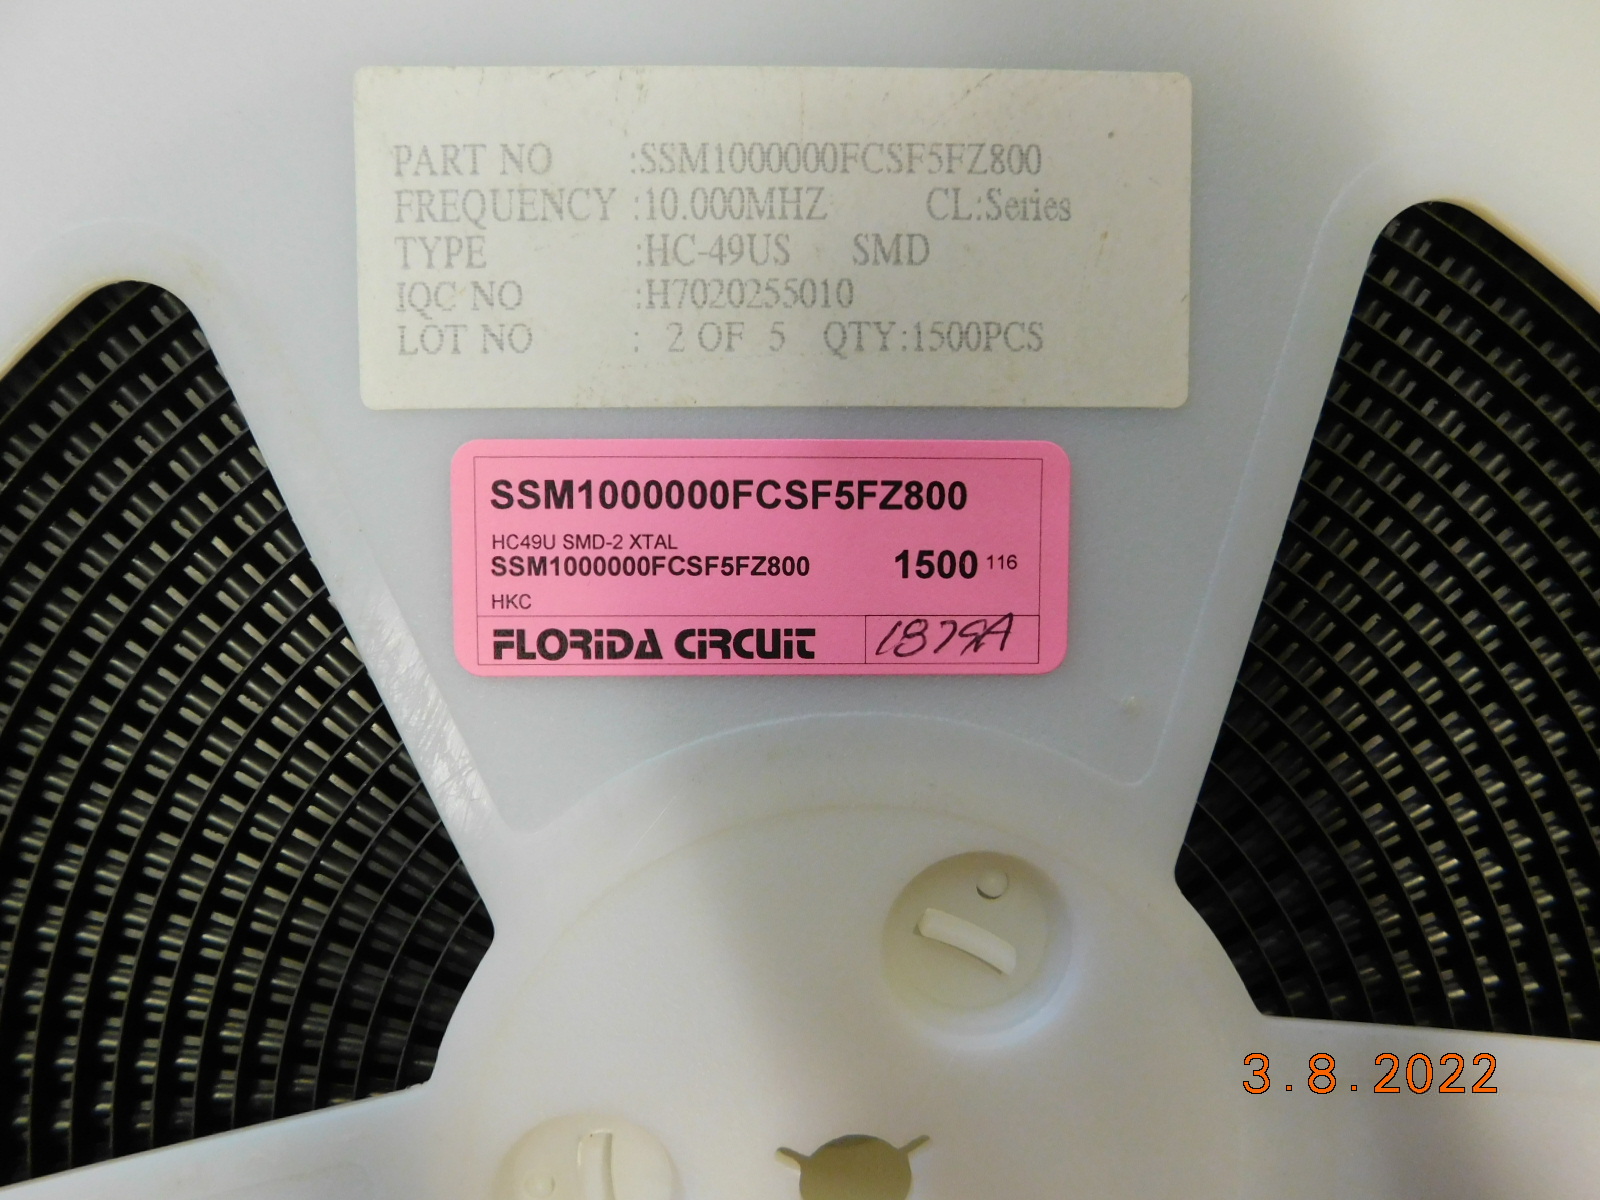 PART NO :SSM1000000FCSF5FZ800
FREQUENCY :10.000MHZ CL:Series
TYPE :HC-49US SMD
IQC NO :H7020255010
LOT NO : 2 OF 5 QTY:1500PCS
SSM1000000FCSF5FZ800
HC49U SMD-2 XTAL
SSM1000000FCSF5FZ800 1500 116
HKC
FLORIDA CIRCUIT
3.8.2022